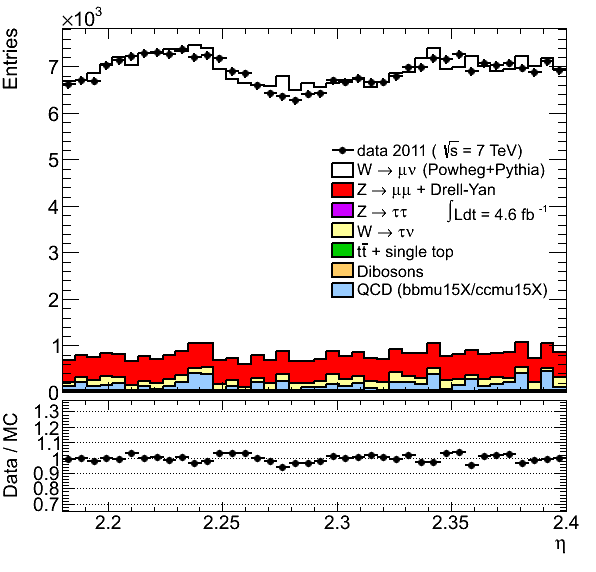 ×10³
Entries
7
6
5
4
3
2
1
0
data 2011 ( √s = 7 TeV)
W → μν (Powheg+Pythia)
Z → μμ + Drell-Yan
Z → ττ
∫Ldt = 4.6 fb⁻¹
W → τν
tt̄ + single top
Dibosons
QCD (bbmu15X/ccmu15X)
Data / MC
1.3
1.2
1.1
1
0.9
0.8
0.7
2.2
2.25
2.3
2.35
2.4
η